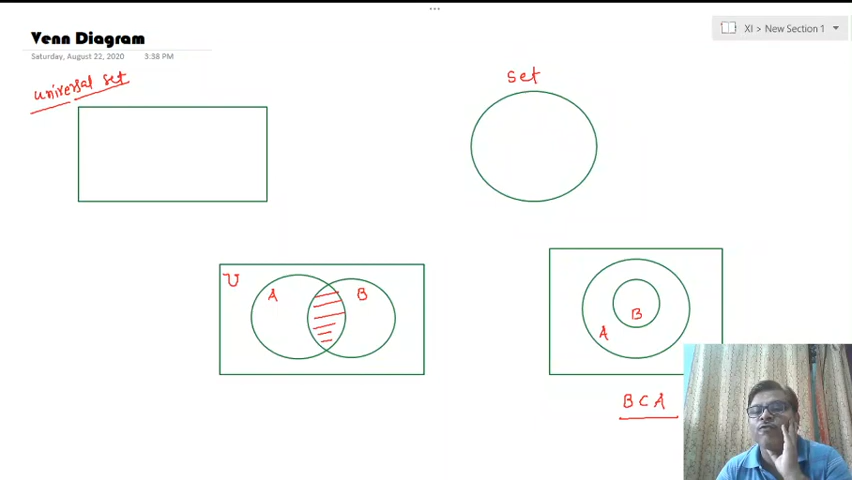 Venn Diagram
XI > New Section 1
Saturday, August 22, 2020 3:38 PM
universal set
set
U
A
B
B
A
B ⊂ A